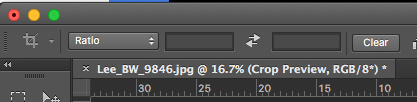 Ratio Clear
Lee_BW_9846.jpg @ 16.7% (Crop Preview, RGB/8*) *
30 25 20 15 10